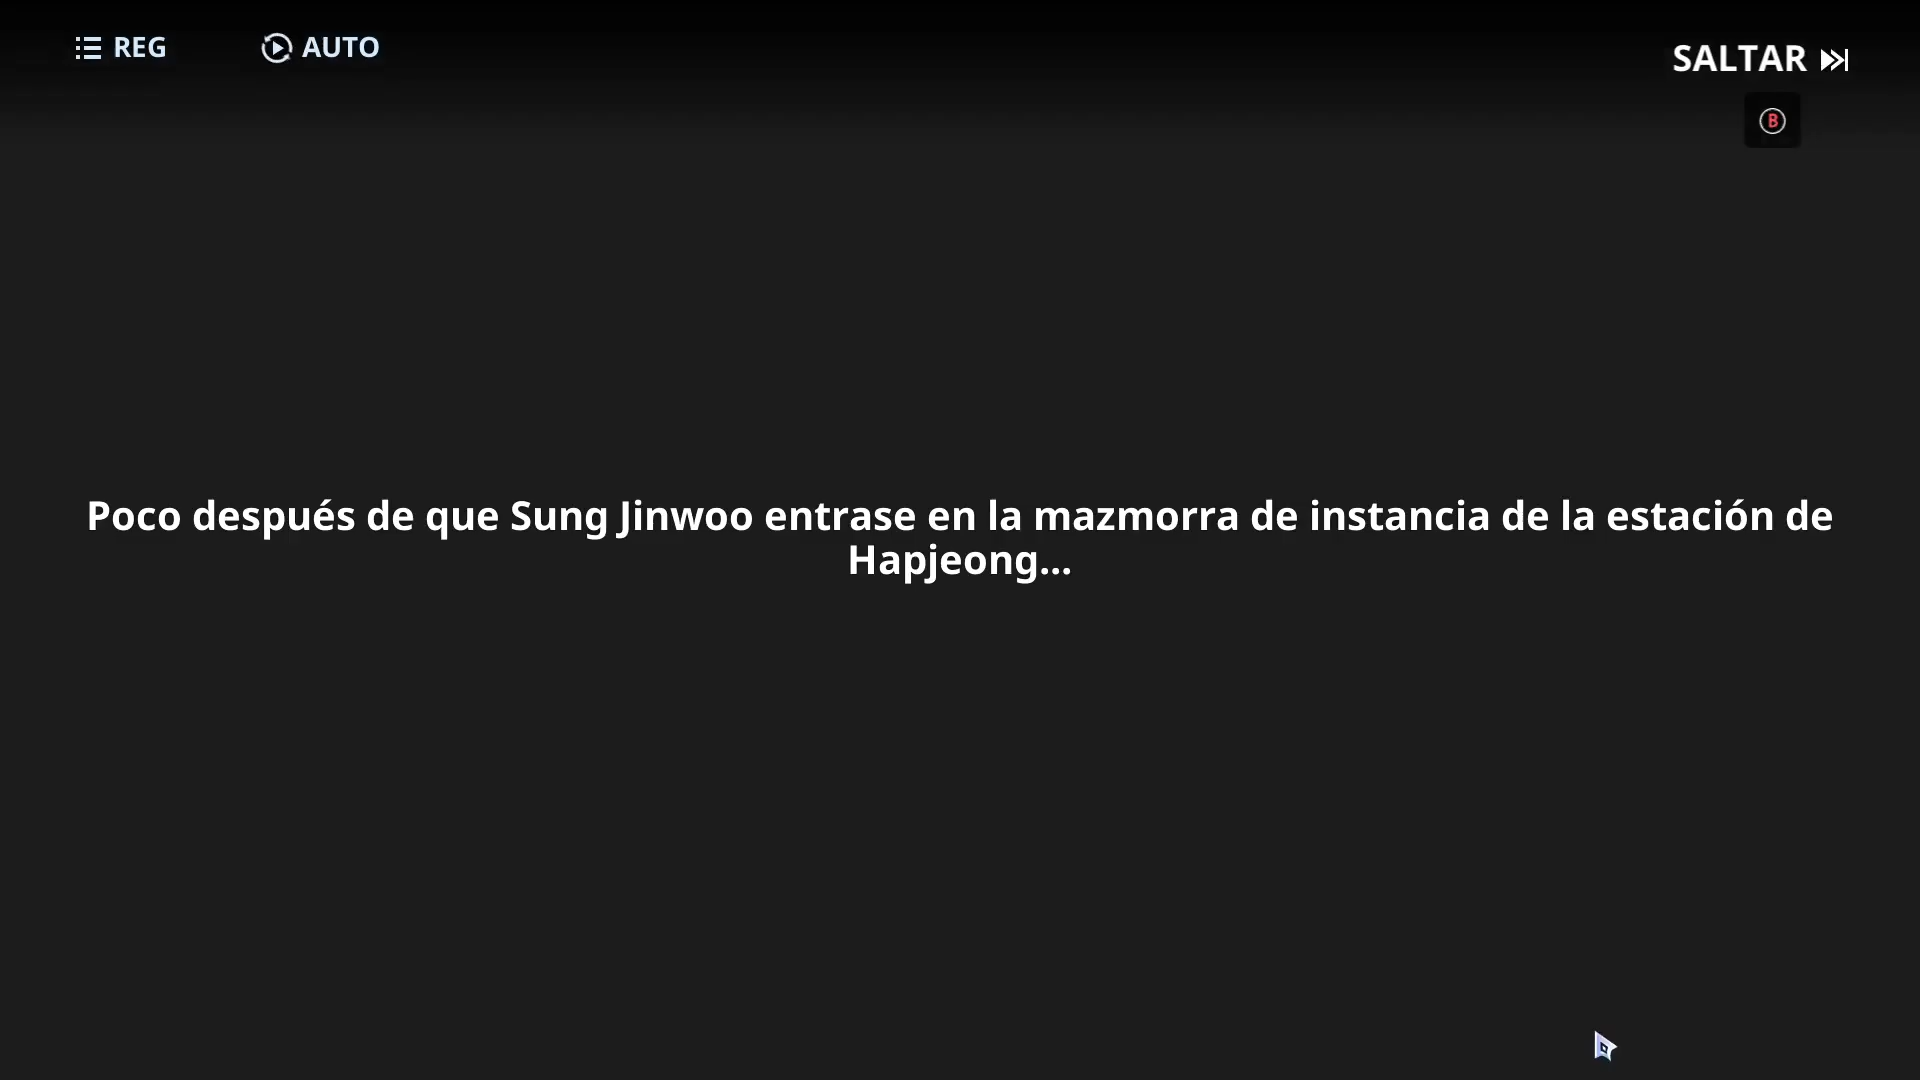 REG
AUTO
SALTAR
B
Poco después de que Sung Jinwoo entrase en la mazmorra de instancia de la estación de
Hapjeong...